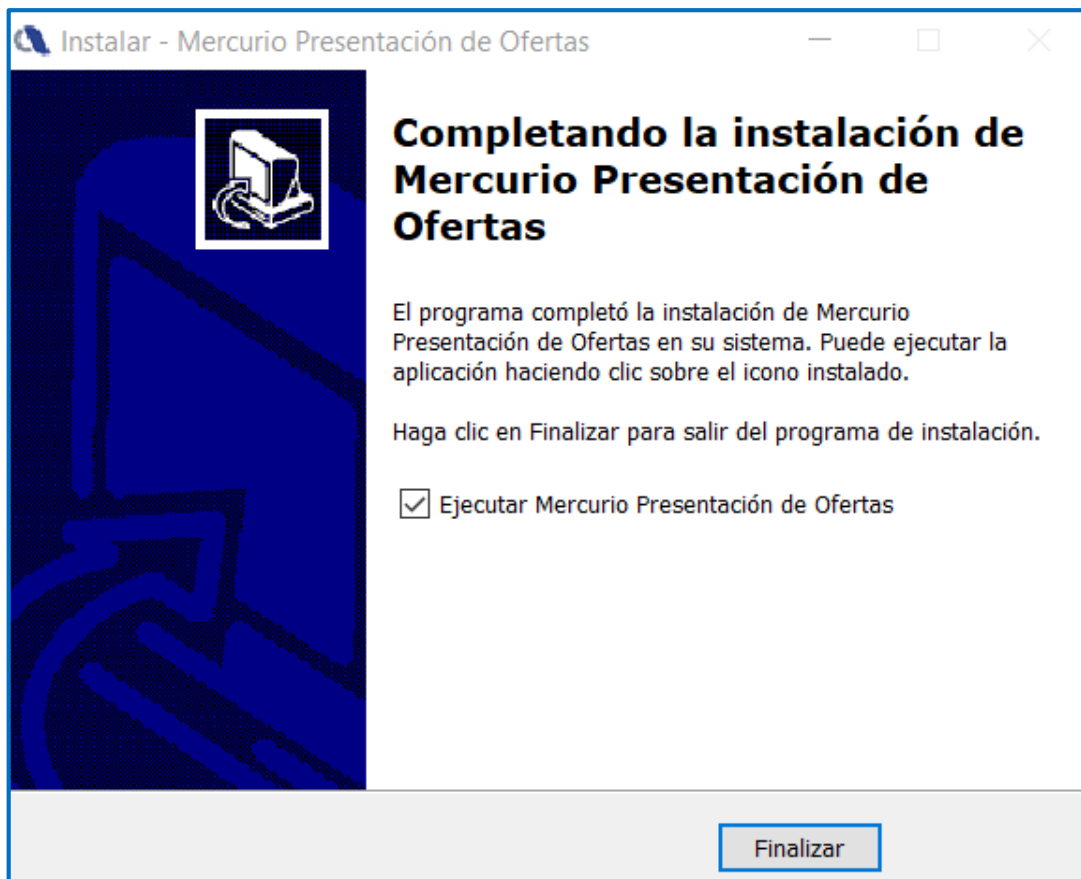 Instalar - Mercurio Presentación de Ofertas
Completando la instalación de
Mercurio Presentación de
Ofertas
El programa completó la instalación de Mercurio
Presentación de Ofertas en su sistema. Puede ejecutar la
aplicación haciendo clic sobre el icono instalado.
Haga clic en Finalizar para salir del programa de instalación.
Ejecutar Mercurio Presentación de Ofertas
Finalizar